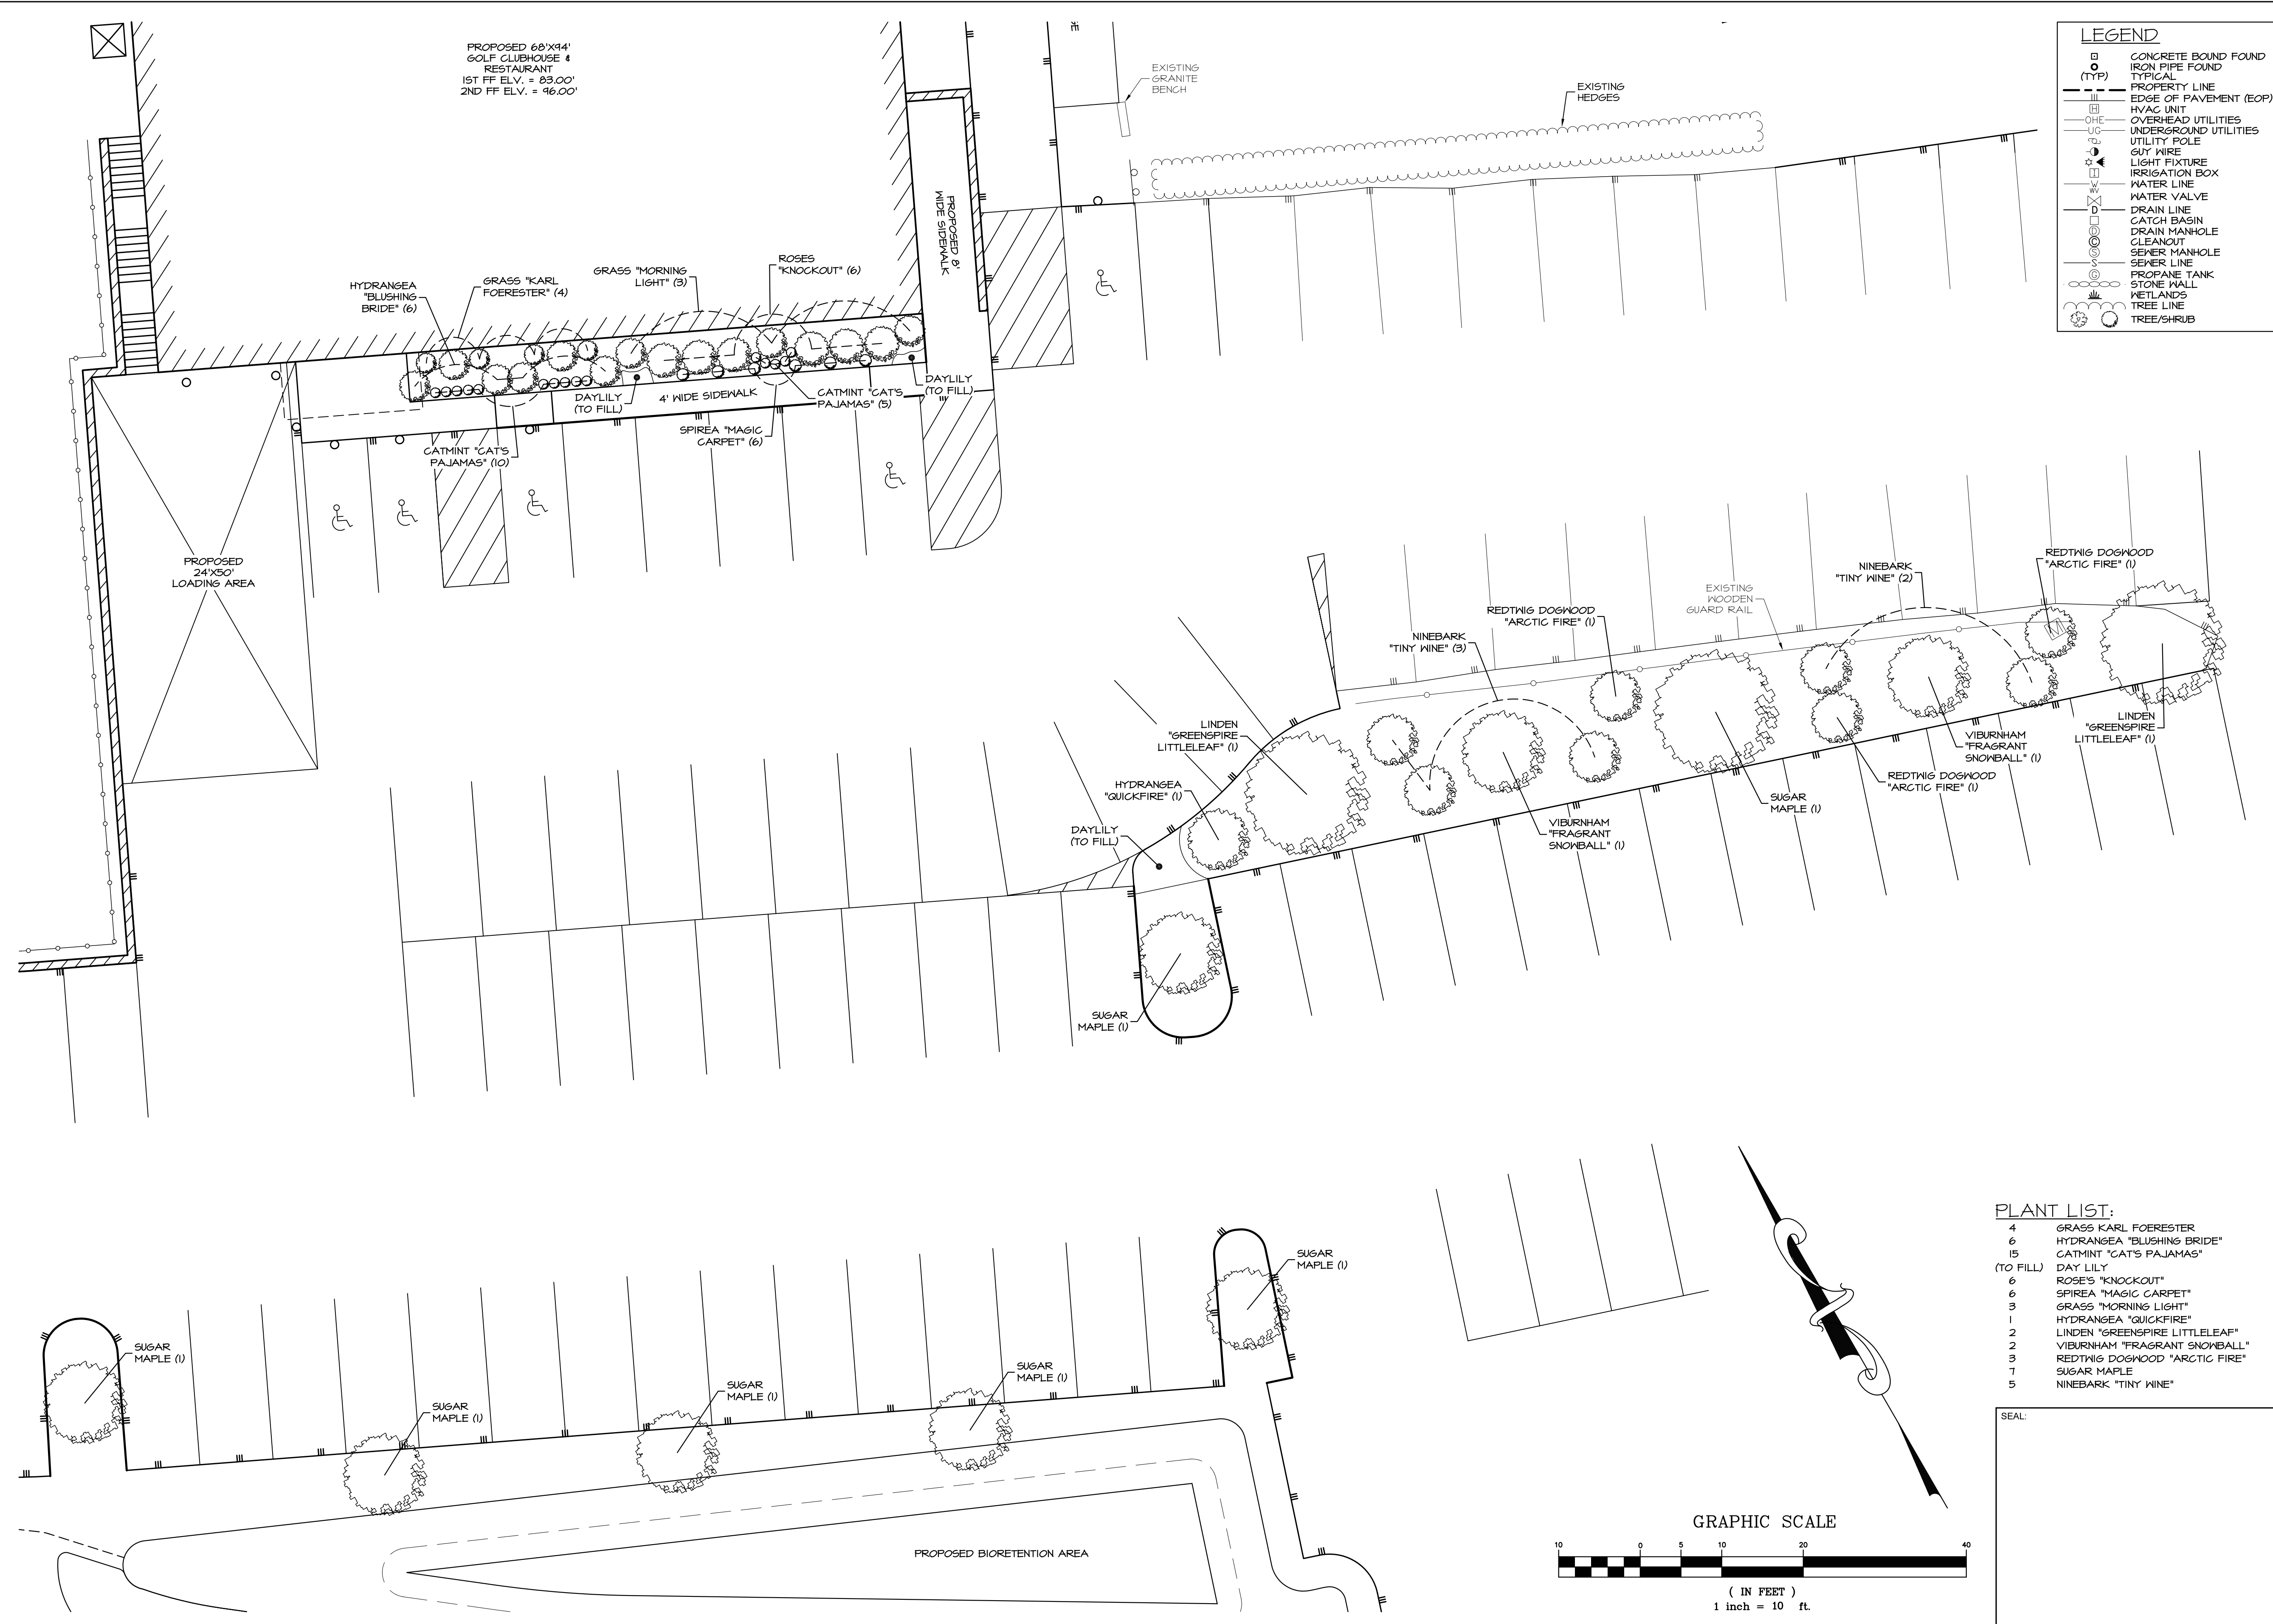 PROPOSED 68'X94'
GOLF CLUBHOUSE &
RESTAURANT
1ST FF ELV. = 83.00'
2ND FF ELV. = 96.00'
EXISTING
GRANITE
BENCH
EXISTING
HEDGES
LEGEND
CONCRETE BOUND FOUND
IRON PIPE FOUND
(TYP) TYPICAL
PROPERTY LINE
EDGE OF PAVEMENT (EOP)
H HVAC UNIT
OHE OVERHEAD UTILITIES
UG UNDERGROUND UTILITIES
UTILITY POLE
GUY WIRE
LIGHT FIXTURE
I IRRIGATION BOX
W WATER LINE
WV WATER VALVE
D DRAIN LINE
CATCH BASIN
D DRAIN MANHOLE
C CLEANOUT
S SEWER MANHOLE
S SEWER LINE
G PROPANE TANK
STONE WALL
WETLANDS
TREE LINE
TREE/SHRUB
PROPOSED 8'
WIDE SIDEWALK
HYDRANGEA
"BLUSHING
BRIDE" (6)
GRASS "KARL
FOERESTER" (4)
GRASS "MORNING
LIGHT" (3)
ROSES
"KNOCKOUT" (6)
DAYLILY
(TO FILL)
4' WIDE SIDEWALK
CATMINT "CAT'S
PAJAMAS" (5)
DAYLILY
(TO FILL)
SPIREA "MAGIC
CARPET" (6)
CATMINT "CAT'S
PAJAMAS" (10)
PROPOSED
24'X50'
LOADING AREA
REDTWIG DOGWOOD
"ARCTIC FIRE" (1)
NINEBARK
"TINY WINE" (2)
EXISTING
WOODEN
GUARD RAIL
REDTWIG DOGWOOD
"ARCTIC FIRE" (1)
NINEBARK
"TINY WINE" (3)
LINDEN
"GREENSPIRE
LITTLELEAF" (1)
HYDRANGEA
"QUICKFIRE" (1)
DAYLILY
(TO FILL)
LINDEN
"GREENSPIRE
LITTLELEAF" (1)
VIBURNHAM
"FRAGRANT
SNOWBALL" (1)
REDTWIG DOGWOOD
"ARCTIC FIRE" (1)
SUGAR
MAPLE (1)
VIBURNHAM
"FRAGRANT
SNOWBALL" (1)
SUGAR
MAPLE (1)
SUGAR
MAPLE (1)
SUGAR
MAPLE (1)
SUGAR
MAPLE (1)
SUGAR
MAPLE (1)
SUGAR
MAPLE (1)
PROPOSED BIORETENTION AREA
PLANT LIST:
4 GRASS KARL FOERESTER
6 HYDRANGEA "BLUSHING BRIDE"
15 CATMINT "CAT'S PAJAMAS"
(TO FILL) DAY LILY
6 ROSE'S "KNOCKOUT"
6 SPIREA "MAGIC CARPET"
3 GRASS "MORNING LIGHT"
1 HYDRANGEA "QUICKFIRE"
2 LINDEN "GREENSPIRE LITTLELEAF"
2 VIBURNHAM "FRAGRANT SNOWBALL"
3 REDTWIG DOGWOOD "ARCTIC FIRE"
7 SUGAR MAPLE
5 NINEBARK "TINY WINE"
SEAL:
GRAPHIC SCALE
10 0 5 10 20 40
( IN FEET )
1 inch = 10 ft.